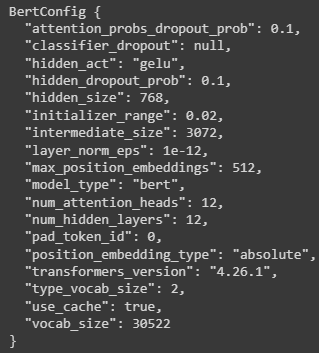 BertConfig {
  "attention_probs_dropout_prob": 0.1,
  "classifier_dropout": null,
  "hidden_act": "gelu",
  "hidden_dropout_prob": 0.1,
  "hidden_size": 768,
  "initializer_range": 0.02,
  "intermediate_size": 3072,
  "layer_norm_eps": 1e-12,
  "max_position_embeddings": 512,
  "model_type": "bert",
  "num_attention_heads": 12,
  "num_hidden_layers": 12,
  "pad_token_id": 0,
  "position_embedding_type": "absolute",
  "transformers_version": "4.26.1",
  "type_vocab_size": 2,
  "use_cache": true,
  "vocab_size": 30522
}